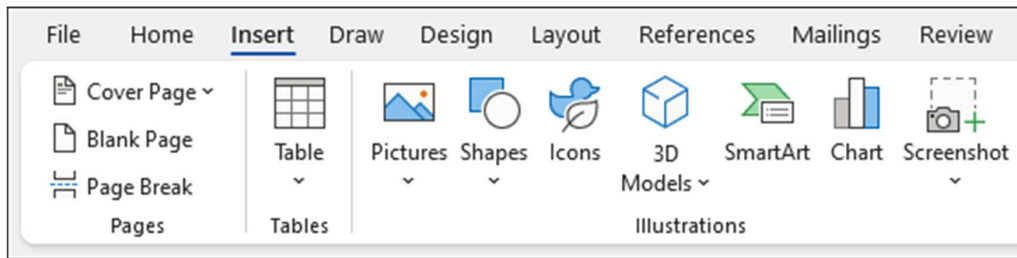 File Home Insert Draw Design Layout References Mailings Review
Cover Page
Blank Page
Page Break
Pages
Table
Tables
Pictures Shapes Icons 3D Models SmartArt Chart Screenshot
Illustrations